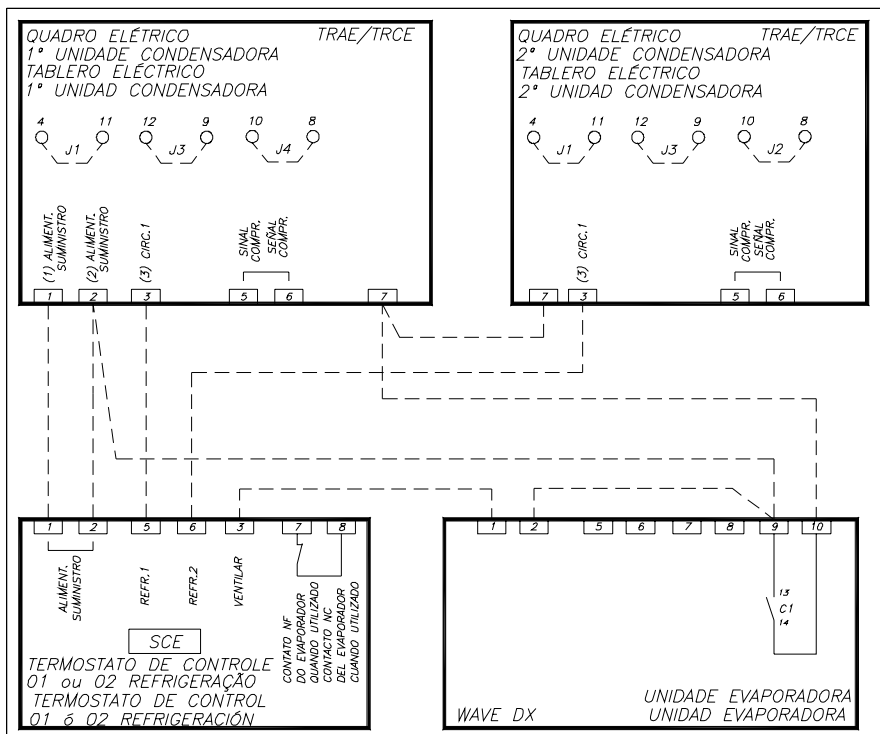 QUADRO ELÉTRICO TRAE/TRCE
1ª UNIDADE CONDENSADORA
TABLERO ELÉCTRICO
1ª UNIDAD CONDENSADORA
4 11 12 9 10 8
J1 J3 J4
(1) ALIMENT.
SUMINISTRO
(2) ALIMENT.
SUMINISTRO
(3) CIRC.1
SINAL
COMPR.
SEÑAL
COMPR.
1 2 3 5 6 7
QUADRO ELÉTRICO TRAE/TRCE
2ª UNIDADE CONDENSADORA
TABLERO ELÉCTRICO
2ª UNIDAD CONDENSADORA
4 11 12 9 10 8
J1 J3 J2
(3) CIRC.1
SINAL
COMPR.
SEÑAL
COMPR.
7 3 5 6
1 2 5 6 3 7 8
ALIMENT.
SUMINISTRO
REFR.1
REFR.2
VENTILAR
CONTATO NF
DO EVAPORADOR
QUANDO UTILIZADO
CONTACTO NC
DEL EVAPORADOR
CUANDO UTILIZADO
SCE
TERMOSTATO DE CONTROLE
01 ou 02 REFRIGERAÇÃO
TERMOSTATO DE CONTROL
01 ó 02 REFRIGERACIÓN
1 2 5 6 7 8 9 10
13
C1
14
UNIDADE EVAPORADORA
WAVE DX UNIDAD EVAPORADORA